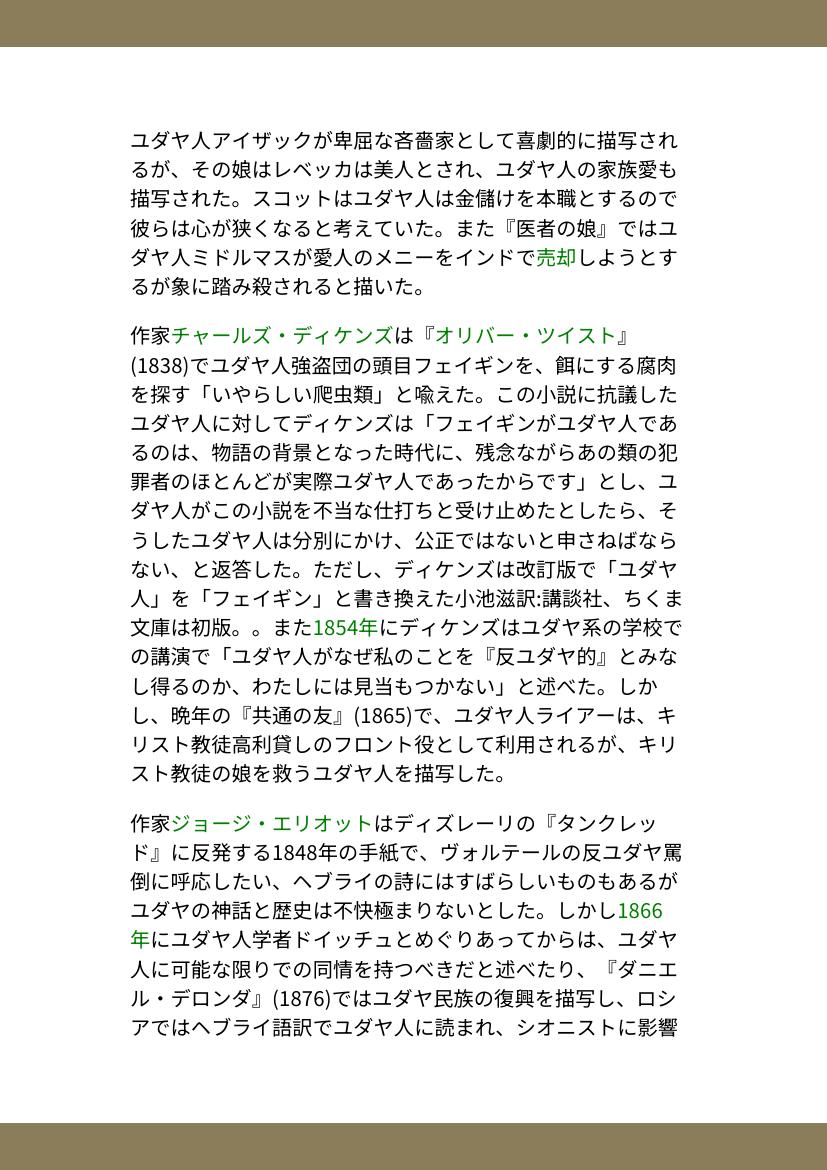 ユダヤ人アイザックが卑屈な吝嗇家として喜劇的に描写され
るが、その娘はレベッカは美人とされ、ユダヤ人の家族愛も
描写された。スコットはユダヤ人は金儲けを本職とするので
彼らは心が狭くなると考えていた。また『医者の娘』ではユ
ダヤ人ミドルマスが愛人のメニーをインドで売却しようとす
るが象に踏み殺されると描いた。
作家チャールズ・ディケンズは『オリバー・ツイスト』
(1838)でユダヤ人強盗団の頭目フェイギンを、餌にする腐肉
を探す「いやらしい爬虫類」と喩えた。この小説に抗議した
ユダヤ人に対してディケンズは「フェイギンがユダヤ人であ
るのは、物語の背景となった時代に、残念ながらあの類の犯
罪者のほとんどが実際ユダヤ人であったからです」とし、ユ
ダヤ人がこの小説を不当な仕打ちと受け止めたとしたら、そ
うしたユダヤ人は分別にかけ、公正ではないと申さねばなら
ない、と返答した。ただし、ディケンズは改訂版で「ユダヤ
人」を「フェイギン」と書き換えた小池滋訳:講談社、ちくま
文庫は初版。。また1854年にディケンズはユダヤ系の学校で
の講演で「ユダヤ人がなぜ私のことを『反ユダヤ的』とみな
し得るのか、わたしには見当もつかない」と述べた。しか
し、晩年の『共通の友』(1865)で、ユダヤ人ライアーは、キ
リスト教徒高利貸しのフロント役として利用されるが、キリ
スト教徒の娘を救うユダヤ人を描写した。
作家ジョージ・エリオットはディズレーリの『タンクレッ
ド』に反発する1848年の手紙で、ヴォルテールの反ユダヤ罵
倒に呼応したい、ヘブライの詩にはすばらしいものもあるが
ユダヤの神話と歴史は不快極まりないとした。しかし1866
年にユダヤ人学者ドイッチュとめぐりあってからは、ユダヤ
人に可能な限りでの同情を持つべきだと述べたり、『ダニエ
ル・デロンダ』(1876)ではユダヤ民族の復興を描写し、ロシ
アではヘブライ語訳でユダヤ人に読まれ、シオニストに影響